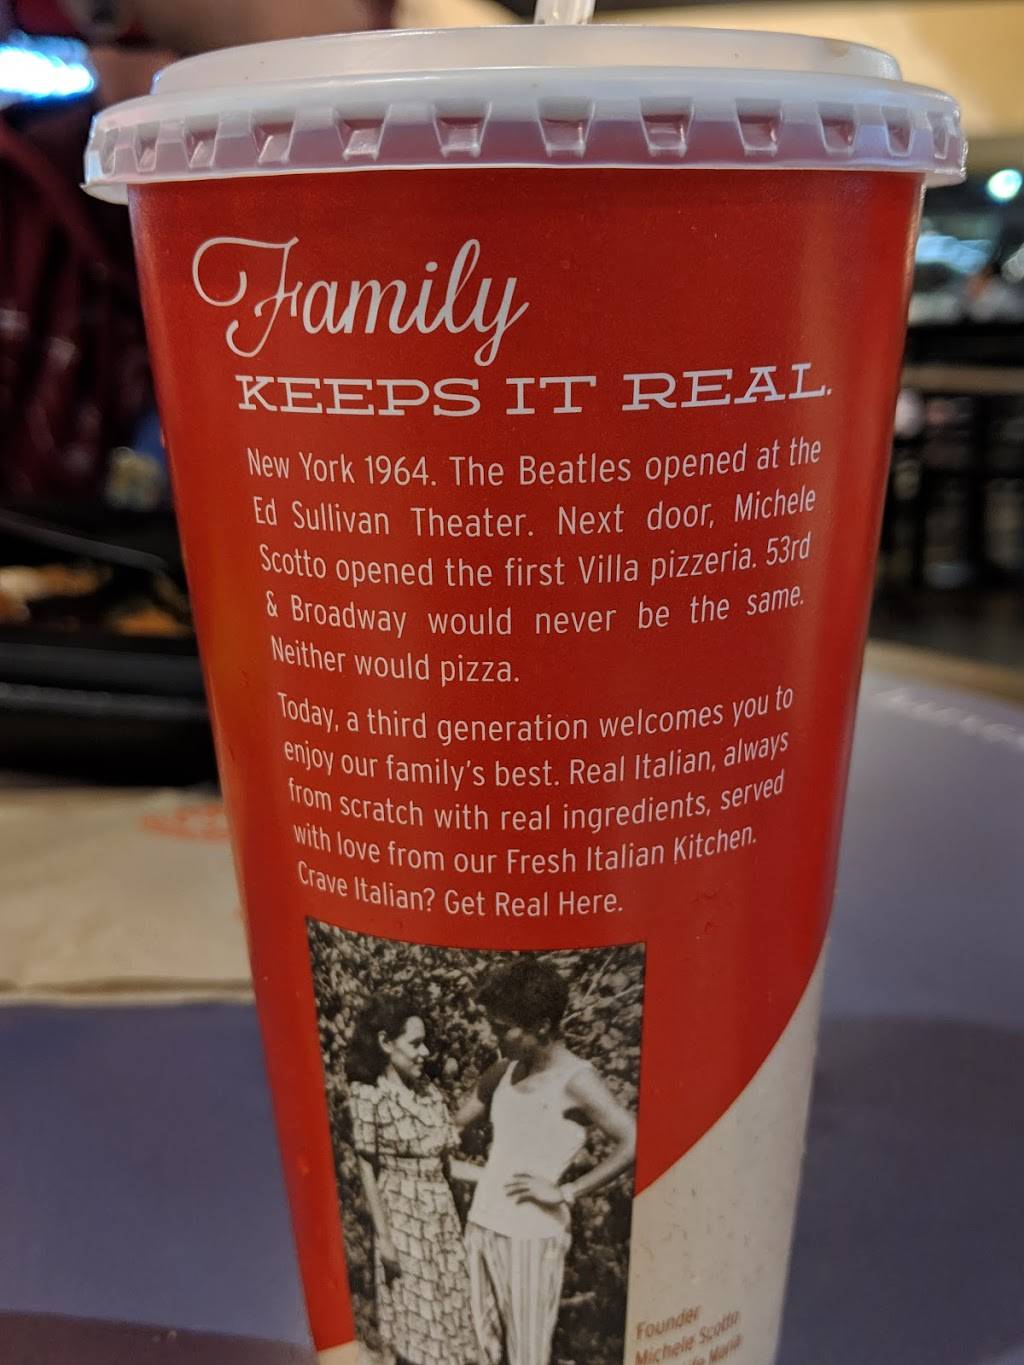 Family
KEEPS IT REAL.
New York 1964. The Beatles opened at the
Ed Sullivan Theater. Next door, Michele
Scotto opened the first Villa pizzeria. 53rd
& Broadway would never be the same.
Neither would pizza.
Today, a third generation welcomes you to
enjoy our family's best. Real Italian, always
from scratch with real ingredients, served
with love from our Fresh Italian Kitchen.
Crave Italian? Get Real Here.
Founder
Michele Scotto
Maria